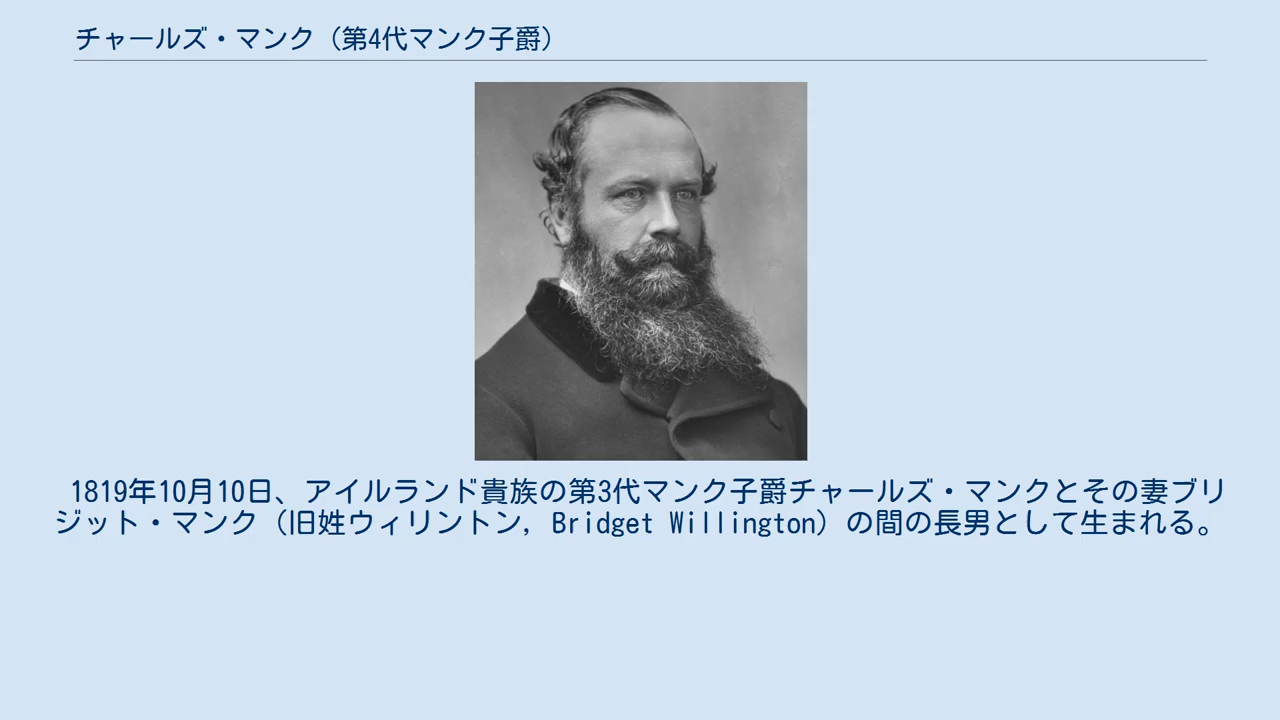 チャールズ・マンク（第4代マンク子爵）
1819年10月10日、アイルランド貴族の第3代マンク子爵チャールズ・マンクとその妻ブリ
ジット・マンク（旧姓ウィリントン, Bridget Willington）の間の長男として生まれる。